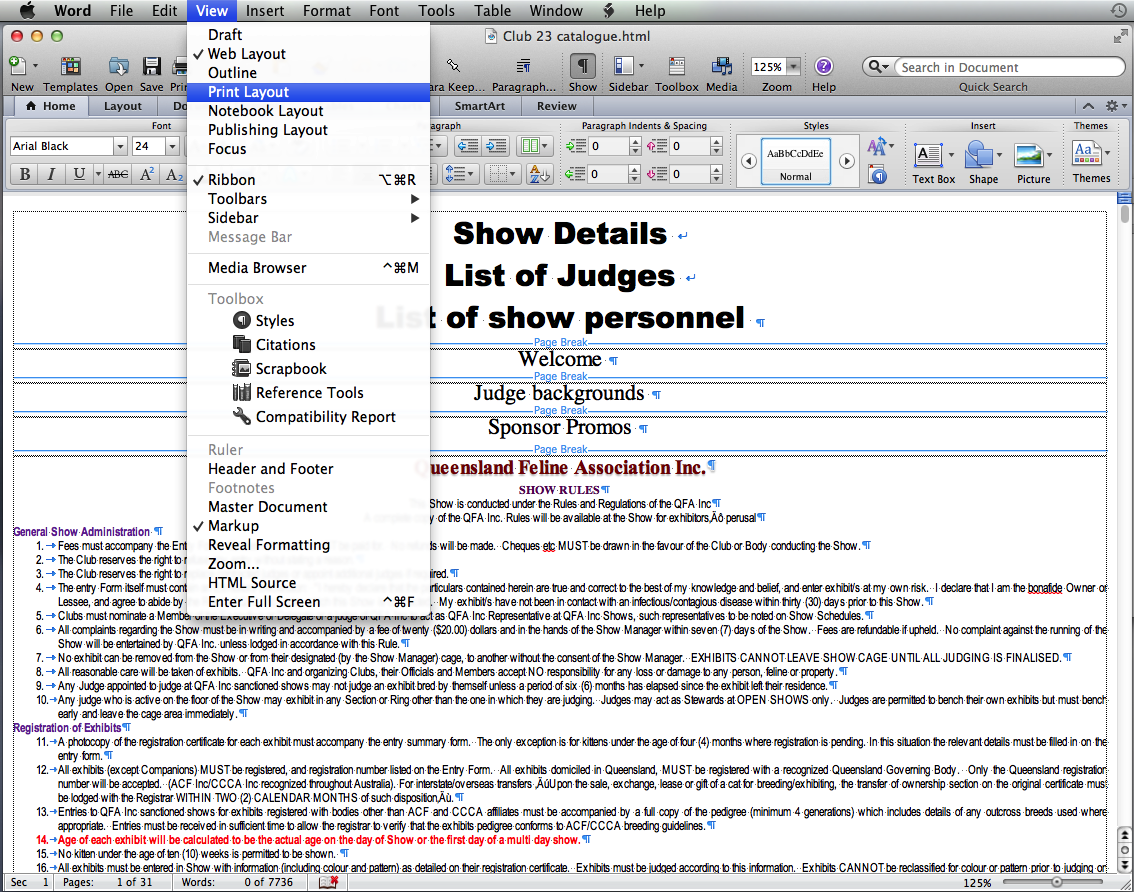 Word File Edit View Insert Format Font Tools Table Window Help
Club 23 catalogue.html
New Templates Open Save Prin
ara Keep... Paragraph... Show Sidebar Toolbox Media Zoom Help Quick Search
125%
Search in Document
Home Layout Do
SmartArt Review
Font
ragraph
Paragraph Indents & Spacing
Styles
Insert
Themes
Arial Black 24
0 0
0 0
AaBbCcDdEe
Normal
Text Box Shape Picture Themes
B I U ABC A2 A2
Draft
Web Layout
Outline
Print Layout
Notebook Layout
Publishing Layout
Focus
Ribbon ⌥⌘R
Toolbars
Sidebar
Message Bar
Media Browser ^⌘M
Toolbox
Styles
Citations
Scrapbook
Reference Tools
Compatibility Report
Ruler
Header and Footer
Footnotes
Master Document
Markup
Reveal Formatting
Zoom...
HTML Source
Enter Full Screen ^⌘F
Show Details
List of Judges
List of show personnel
Page Break
Welcome
Page Break
Judge backgrounds
Page Break
Sponsor Promos
Page Break
Queensland Feline Association Inc.
SHOW RULES
Show is conducted under the Rules and Regulations of the QFA Inc
of the QFA Inc. Rules will be available at the Show for exhibitors‚Äô perusal
General Show Administration
1. Fees must accompany the Ent will be made. Cheques etc MUST be drawn in the favour of the Club or Body conducting the Show.
2. The Club reserves the right to
3. The Club reserves the right to required.
4. The entry Form itself must cont particulars contained herein are true and correct to the best of my knowledge and belief, and enter exhibit/s at my own risk. I declare that I am the bonafide Owner or
Lessee, and agree to abide by My exhibit/s have not been in contact with an infectious/contagious disease within thirty (30) days prior to this Show.
5. Clubs must nominate a Member of the Executive or Delegate or a judge of QFA Inc to act as QFA Inc Representative at QFA Inc Shows, such representatives to be noted on Show Schedules.
6. All complaints regarding the Show must be in writing and accompanied by a fee of twenty ($20.00) dollars and in the hands of the Show Manager within seven (7) days of the Show. Fees are refundable if upheld. No complaint against the running of the
Show will be entertained by QFA Inc. unless lodged in accordance with this Rule.
7. No exhibit can be removed from the Show or from their designated (by the Show Manager) cage, to another without the consent of the Show Manager. EXHIBITS CANNOT LEAVE SHOW CAGE UNTIL ALL JUDGING IS FINALISED.
8. All reasonable care will be taken of exhibits. QFA Inc and organizing Clubs, their Officials and Members accept NO responsibility for any loss or damage to any person, feline or property.
9. Any Judge appointed to judge at QFA Inc sanctioned shows may not judge an exhibit bred by themself unless a period of six (6) months has elapsed since the exhibit left their residence.
10. Any judge who is active on the floor of the Show may exhibit in any Section or Ring other than the one in which they are judging. Judges may act as Stewards at OPEN SHOWS only. Judges are permitted to bench their own exhibits but must bench
early and leave the cage area immediately.
Registration of Exhibits
11. A photocopy of the registration certificate for each exhibit must accompany the entry summary form. The only exception is for kittens under the age of four (4) months where registration is pending. In this situation the relevant details must be filled in on the
entry form.
12. All exhibits (except Companions) MUST be registered, and registration number listed on the Entry Form. All exhibits domiciled in Queensland, MUST be registered with a recognized Queensland Governing Body. Only the Queensland registration
number will be accepted. (ACF Inc/CCCA Inc recognized throughout Australia). For interstate/overseas transfers ‚ÄúUpon the sale, exchange, lease or gift of a cat for breeding/exhibiting, the transfer of ownership section on the original certificate must
be lodged with the Registrar WITHIN TWO (2) CALENDAR MONTHS of such disposition‚Äù.
13. Entries to QFA Inc sanctioned shows for exhibits registered with bodies other than ACF and CCCA affiliates must be accompanied by a full copy of the pedigree (minimum 4 generations) which includes details of any outcross breeds used where
appropriate. Entries must be received in sufficient time to allow the registrar to verify that the exhibits pedigree conforms to ACF/CCCA breeding guidelines.
14. Age of each exhibit will be calculated to be the actual age on the day of Show or the first day of a multi day show.
15. No kitten under the age of ten (10) weeks is permitted to be shown.
16. All exhibits must be entered in Show with information (including colour and pattern) as detailed on their registration certificate. Exhibits must be judged according to this information. Exhibits CANNOT be reclassified for colour or pattern prior to judging or
Sec 1 Pages: 1 of 31 Words: 0 of 7736 125%